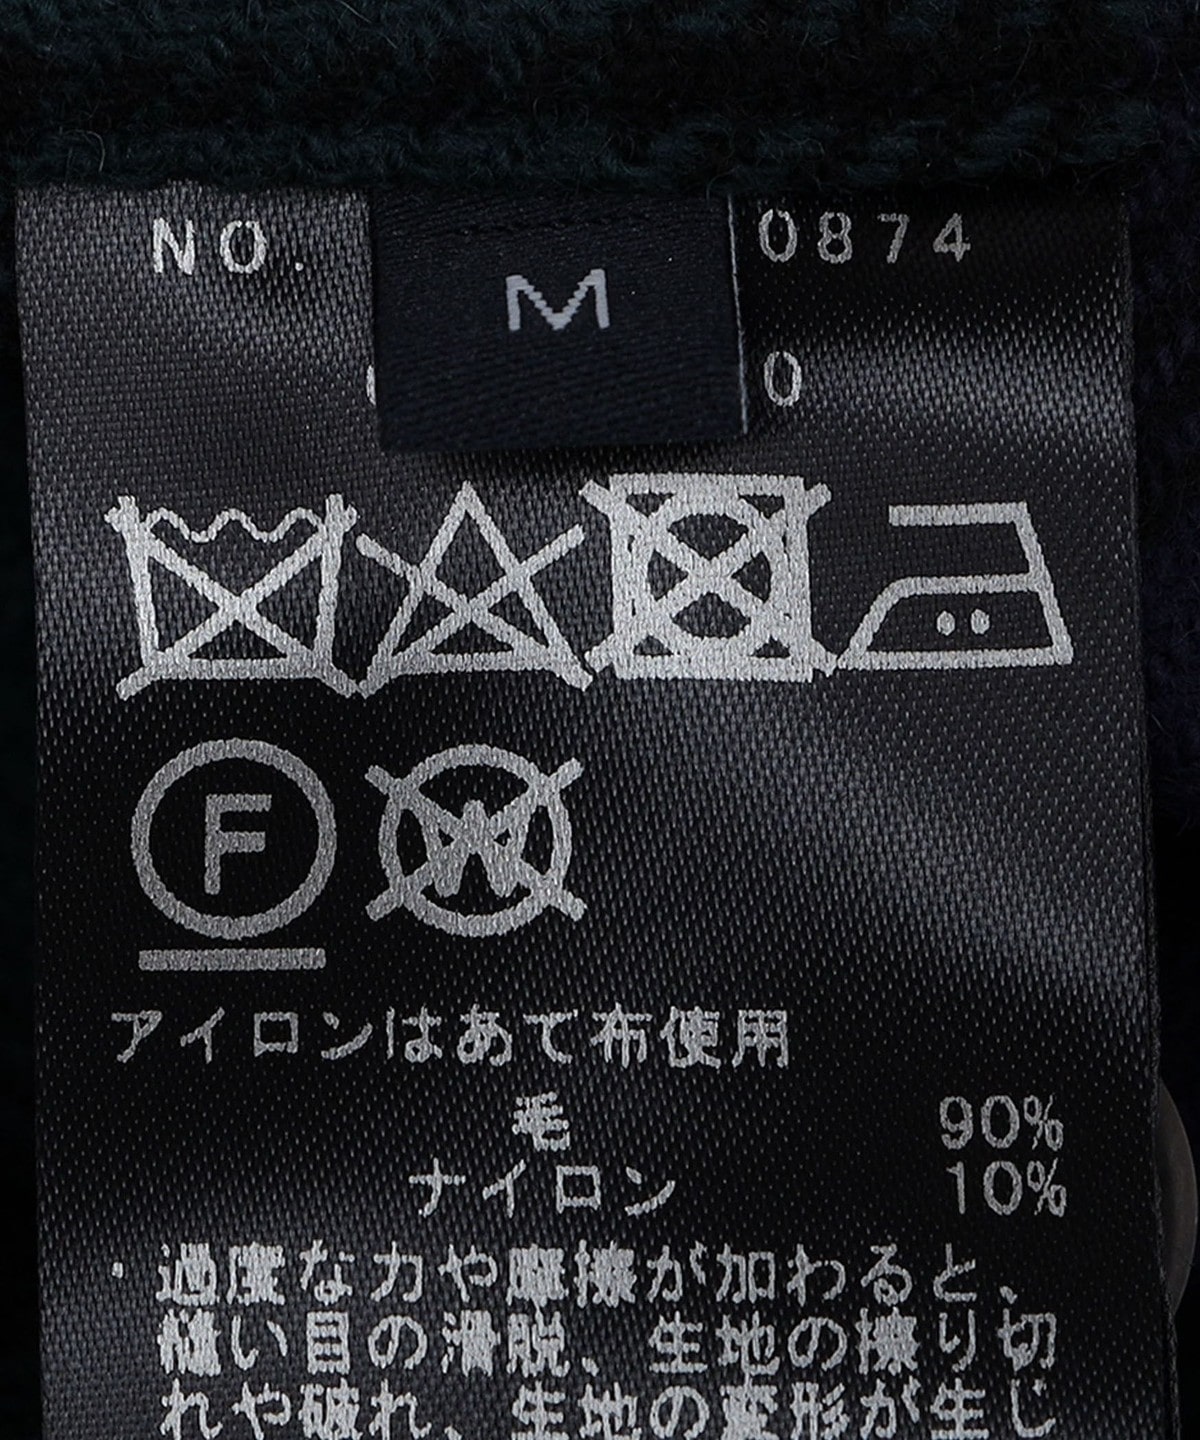 NO.
M
0874
0
F
W
アイロンはあて布使用
毛 90%
ナイロン 10%
・過度な力や摩擦が加わると、
縫い目の滑脱、生地の擦り切
れや破れ、生地の変形が生じ